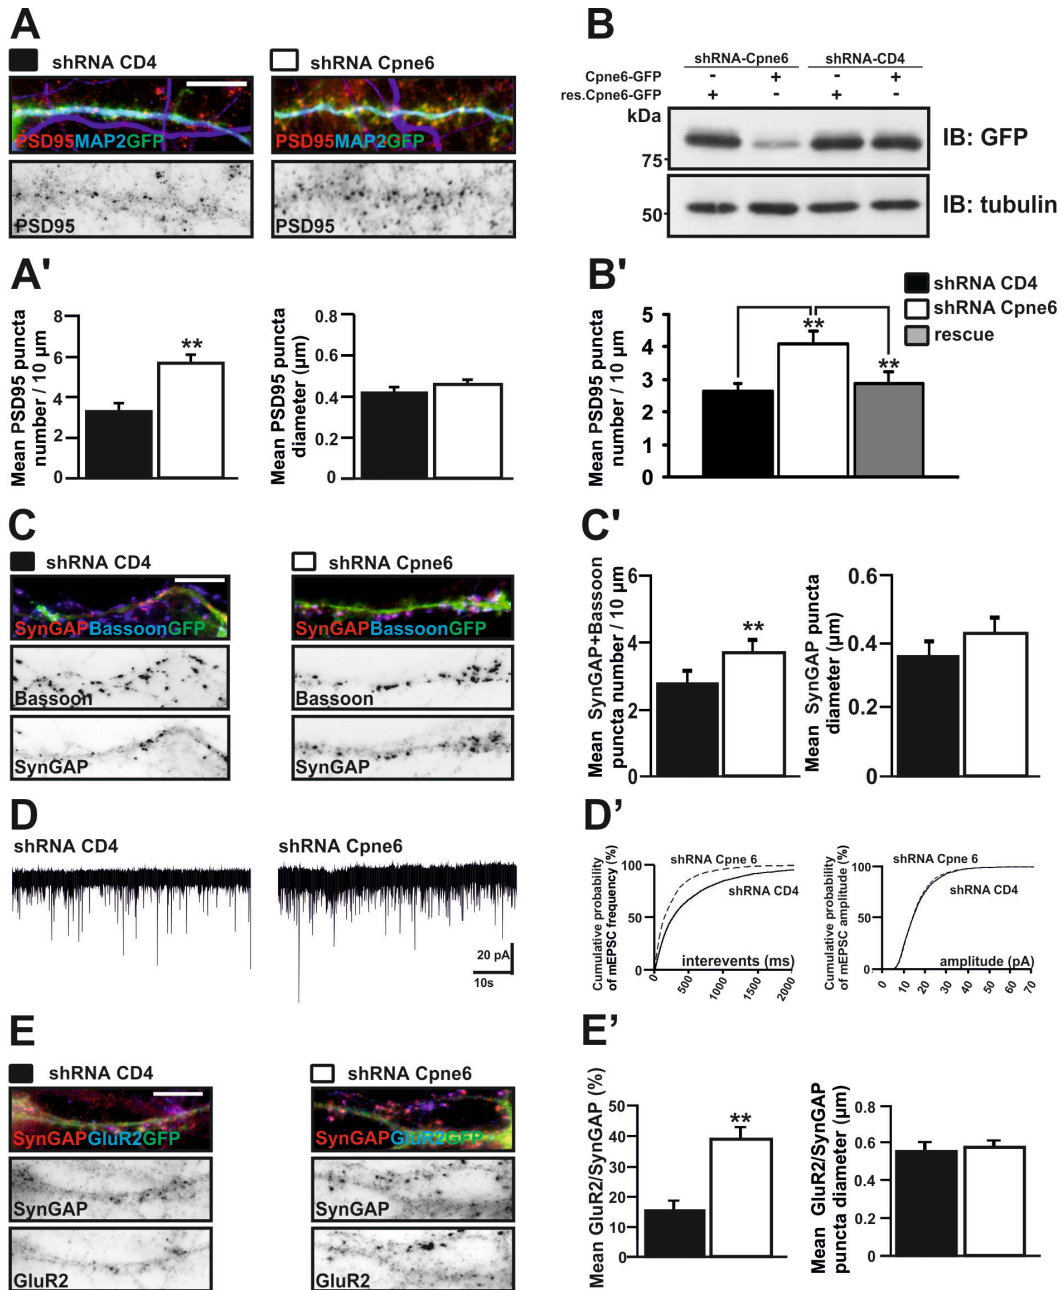 A
shRNA CD4
shRNA Cpne6
PSD95MAP2GFP
PSD95MAP2GFP
PSD95
PSD95
B
shRNA-Cpne6
shRNA-CD4
Cpne6-GFP - + - +
res.Cpne6-GFP + - + -
kDa
75
IB: GFP
50
IB: tubulin
A'
Mean PSD95 puncta
number / 10 µm
8
6
4
2
0
**
Mean PSD95 puncta
diameter (µm)
0.8
0.6
0.4
0.2
0
B'
shRNA CD4
shRNA Cpne6
rescue
Mean PSD95 puncta
number / 10 µm
5
4
3
2
1
0
**
**
C
shRNA CD4
shRNA Cpne6
SynGAPBassoonGFP
SynGAPBassoonGFP
Bassoon
Bassoon
SynGAP
SynGAP
C'
Mean SynGAP+Bassoon
puncta number / 10 µm
6
4
2
0
**
Mean SynGAP puncta
diameter (µm)
0.6
0.4
0.2
0
D
shRNA CD4
shRNA Cpne6
20 pA
10s
D'
Cumulative probability
of mEPSC frequency (%)
100
50
0
shRNA Cpne 6
shRNA CD4
interevents (ms)
0 500 1000 1500 2000
Cumulative probability
of mEPSC amplitude (%)
100
50
0
shRNA Cpne 6
shRNA CD4
amplitude (pA)
0 10 20 30 40 50 60 70
E
shRNA CD4
shRNA Cpne6
SynGAPGluR2GFP
SynGAPGluR2GFP
SynGAP
SynGAP
GluR2
GluR2
E'
Mean GluR2/SynGAP (%)
50
40
30
20
10
0
**
Mean GluR2/SynGAP
puncta diameter (µm)
0.8
0.6
0.4
0.2
0